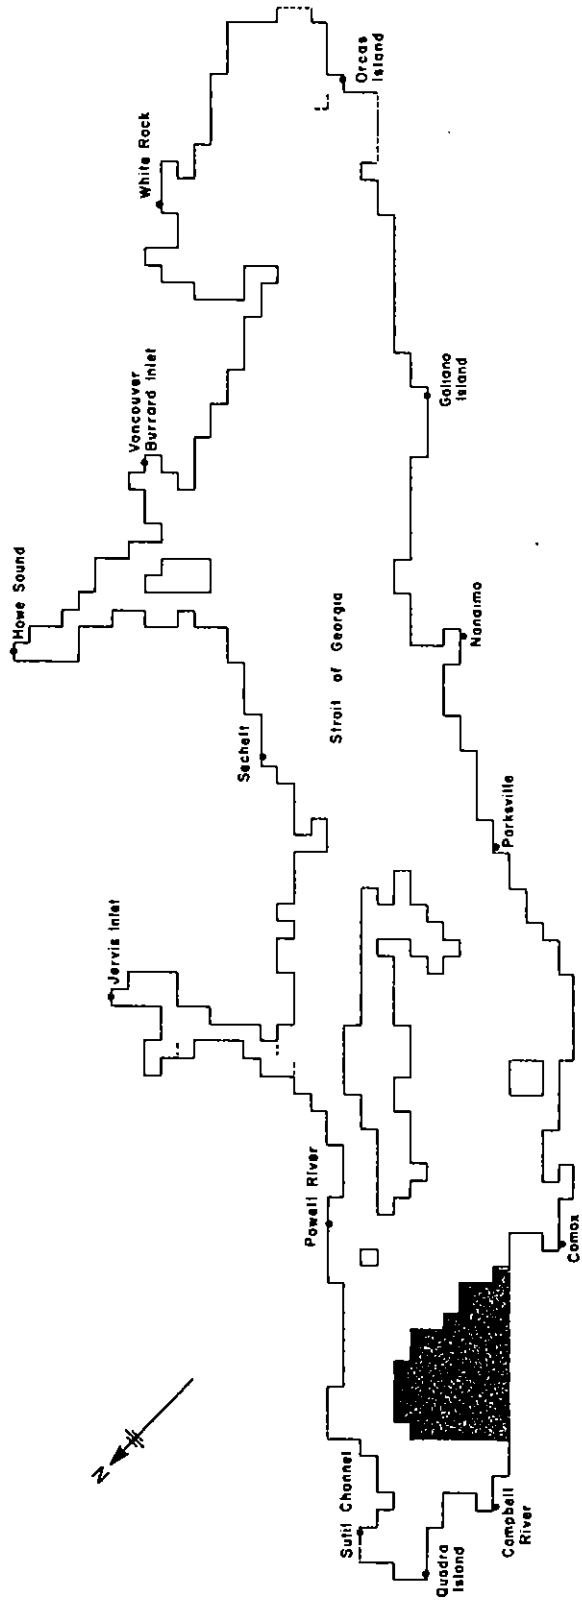 Howe Sound
Vancouver
Burrard Inlet
White Rock
Orcas
Island
Jervis Inlet
Sechelt
Strait of Georgia
Galiano
Island
Nanaimo
Parksville
Powell River
Comox
N
Sutil Channel
Quadra
Island
Campbell
River